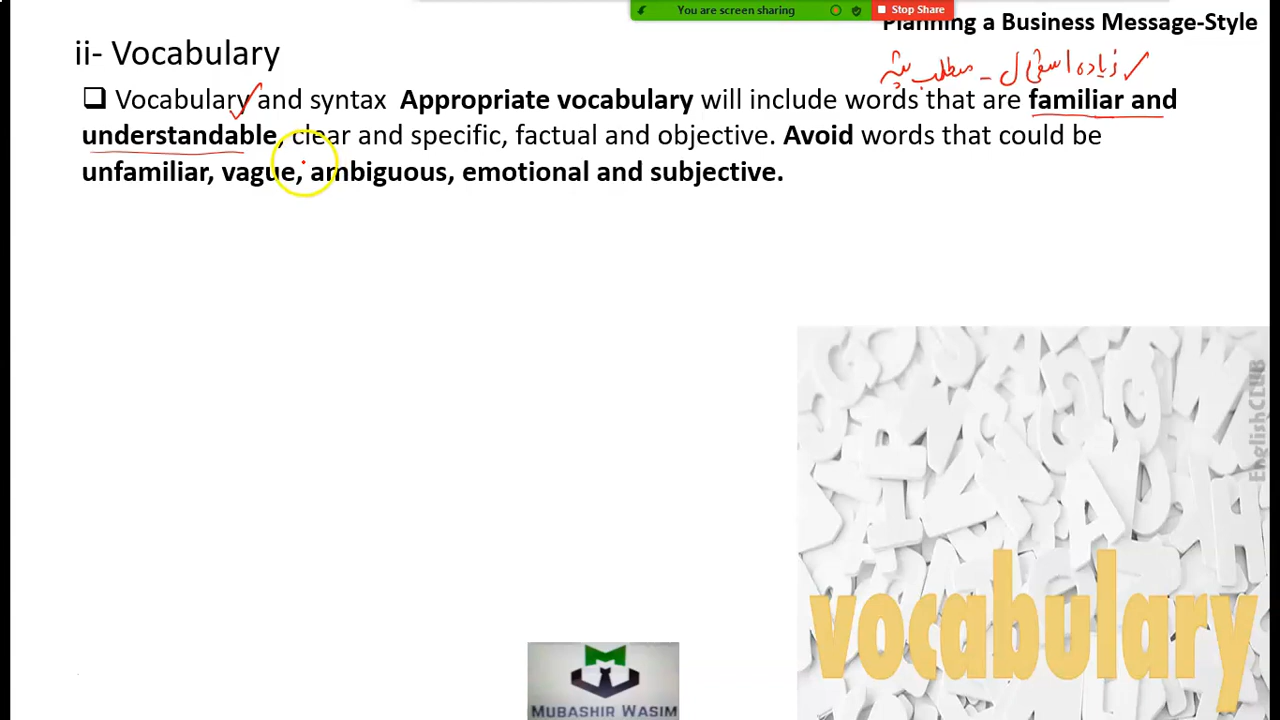 You are screen sharing
Stop Share
Planning a Business Message-Style
ii- Vocabulary
زیادہ استعمال - مطلب پتہ
Vocabulary and syntax Appropriate vocabulary will include words that are familiar and
understandable, clear and specific, factual and objective. Avoid words that could be
unfamiliar, vague, ambiguous, emotional and subjective.
EnglishCLUB
vocabulary
MUBASHIR WASIM